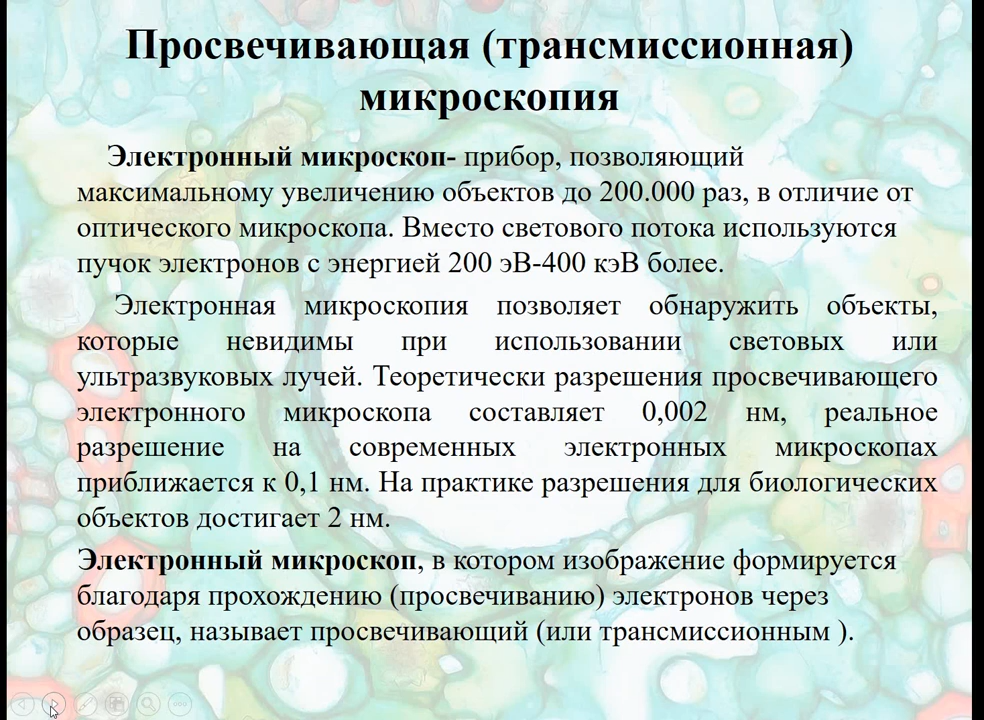 Просвечивающая (трансмиссионная)
микроскопия
Электронный микроскоп- прибор, позволяющий
максимальному увеличению объектов до 200.000 раз, в отличие от
оптического микроскопа. Вместо светового потока используются
пучок электронов с энергией 200 эВ-400 кэВ более.
Электронная микроскопия позволяет обнаружить объекты,
которые невидимы при использовании световых или
ультразвуковых лучей. Теоретически разрешения просвечивающего
электронного микроскопа составляет 0,002 нм, реальное
разрешение на современных электронных микроскопах
приближается к 0,1 нм. На практике разрешения для биологических
объектов достигает 2 нм.
Электронный микроскоп, в котором изображение формируется
благодаря прохождению (просвечиванию) электронов через
образец, называет просвечивающий (или трансмиссионным ).